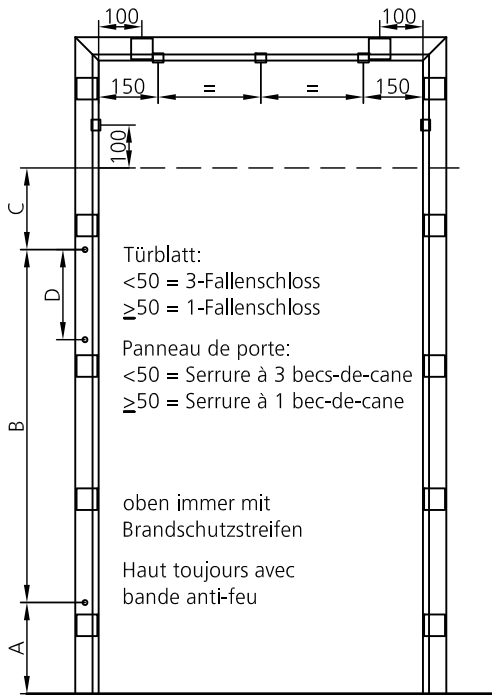 100 100
150 = = 150
100
C
D
B
A
Türblatt:
<50 = 3-Fallenschloss
≥50 = 1-Fallenschloss
Panneau de porte:
<50 = Serrure à 3 becs-de-cane
≥50 = Serrure à 1 bec-de-cane
oben immer mit
Brandschutzstreifen
Haut toujours avec
bande anti-feu